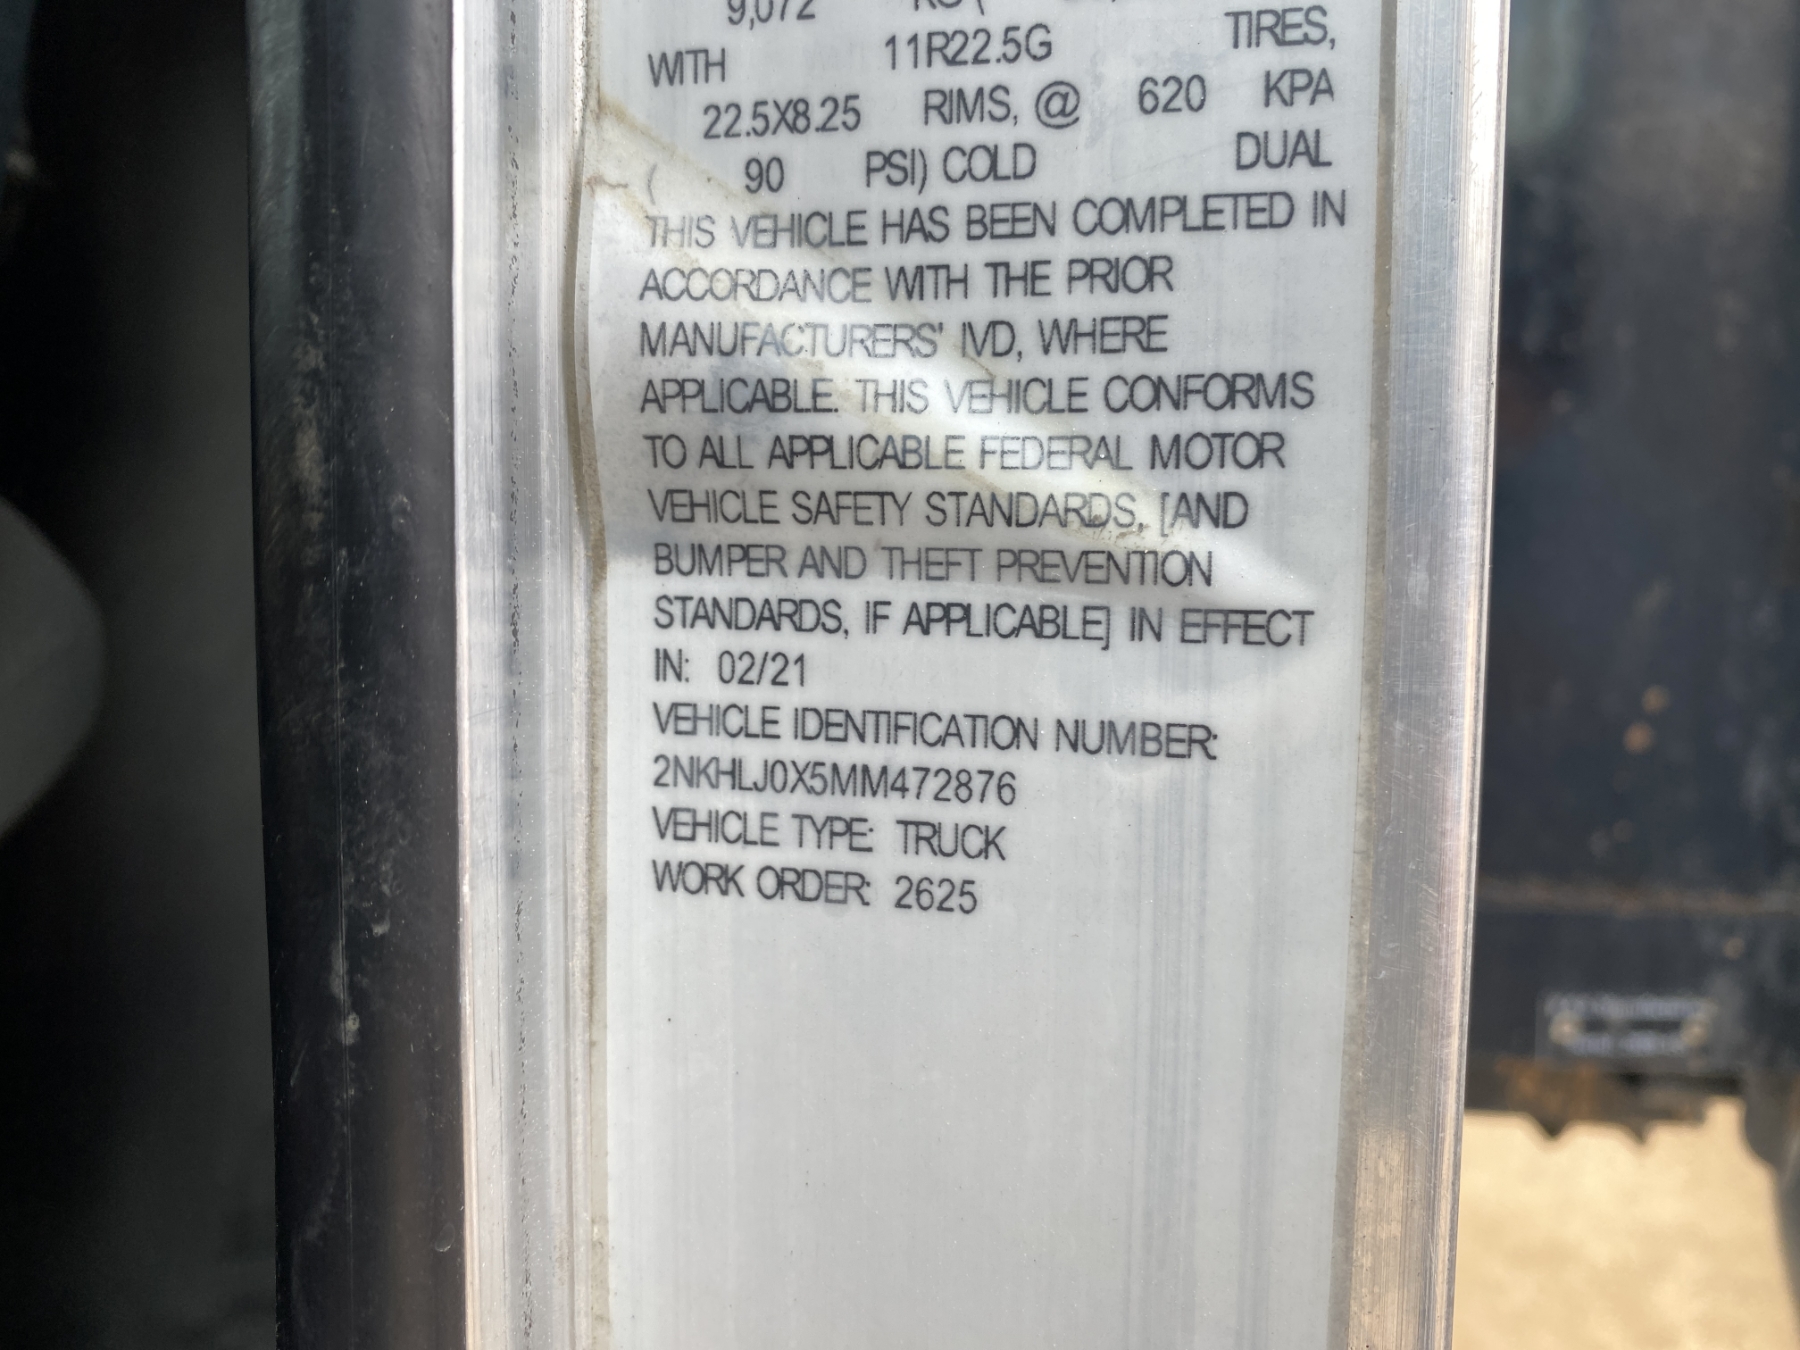 9,072 KG (
WITH 11R22.5G TIRES,
22.5X8.25 RIMS, @ 620 KPA
( 90 PSI) COLD DUAL
THIS VEHICLE HAS BEEN COMPLETED IN
ACCORDANCE WITH THE PRIOR
MANUFACTURERS' IVD, WHERE
APPLICABLE. THIS VEHICLE CONFORMS
TO ALL APPLICABLE FEDERAL MOTOR
VEHICLE SAFETY STANDARDS, [AND
BUMPER AND THEFT PREVENTION
STANDARDS, IF APPLICABLE] IN EFFECT
IN: 02/21
VEHICLE IDENTIFICATION NUMBER:
2NKHLJ0X5MM472876
VEHICLE TYPE: TRUCK
WORK ORDER: 2625